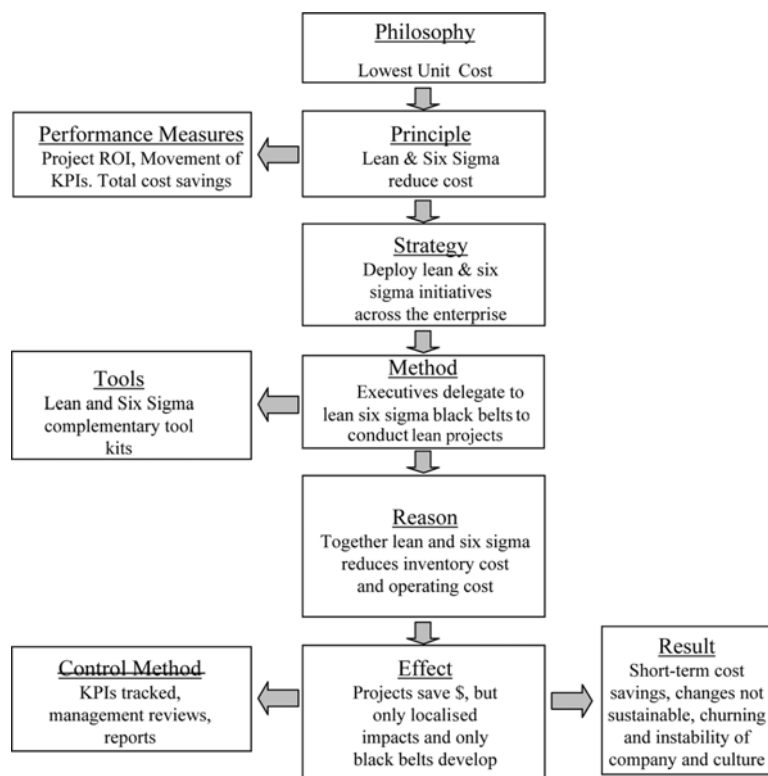 Philosophy
Lowest Unit Cost
Performance Measures
Project ROI, Movement of
KPIs. Total cost savings
Principle
Lean & Six Sigma
reduce cost
Strategy
Deploy lean & six
sigma initiatives
across the enterprise
Tools
Lean and Six Sigma
complementary tool
kits
Method
Executives delegate to
lean six sigma black belts to
conduct lean projects
Reason
Together lean and six sigma
reduces inventory cost
and operating cost
Control Method
KPIs tracked,
management reviews,
reports
Effect
Projects save $, but
only localised
impacts and only
black belts develop
Result
Short-term cost
savings, changes not
sustainable, churning
and instability of
company and culture